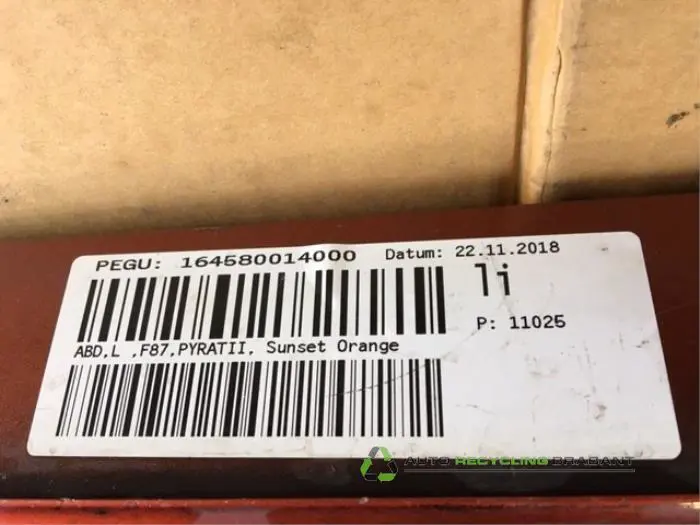 PEGU: 164580014000 Datum: 22.11.2018
li
P: 11025
ABD,L ,F87,PYRATII, Sunset Orange
AUTO RECYCLING BRABANT